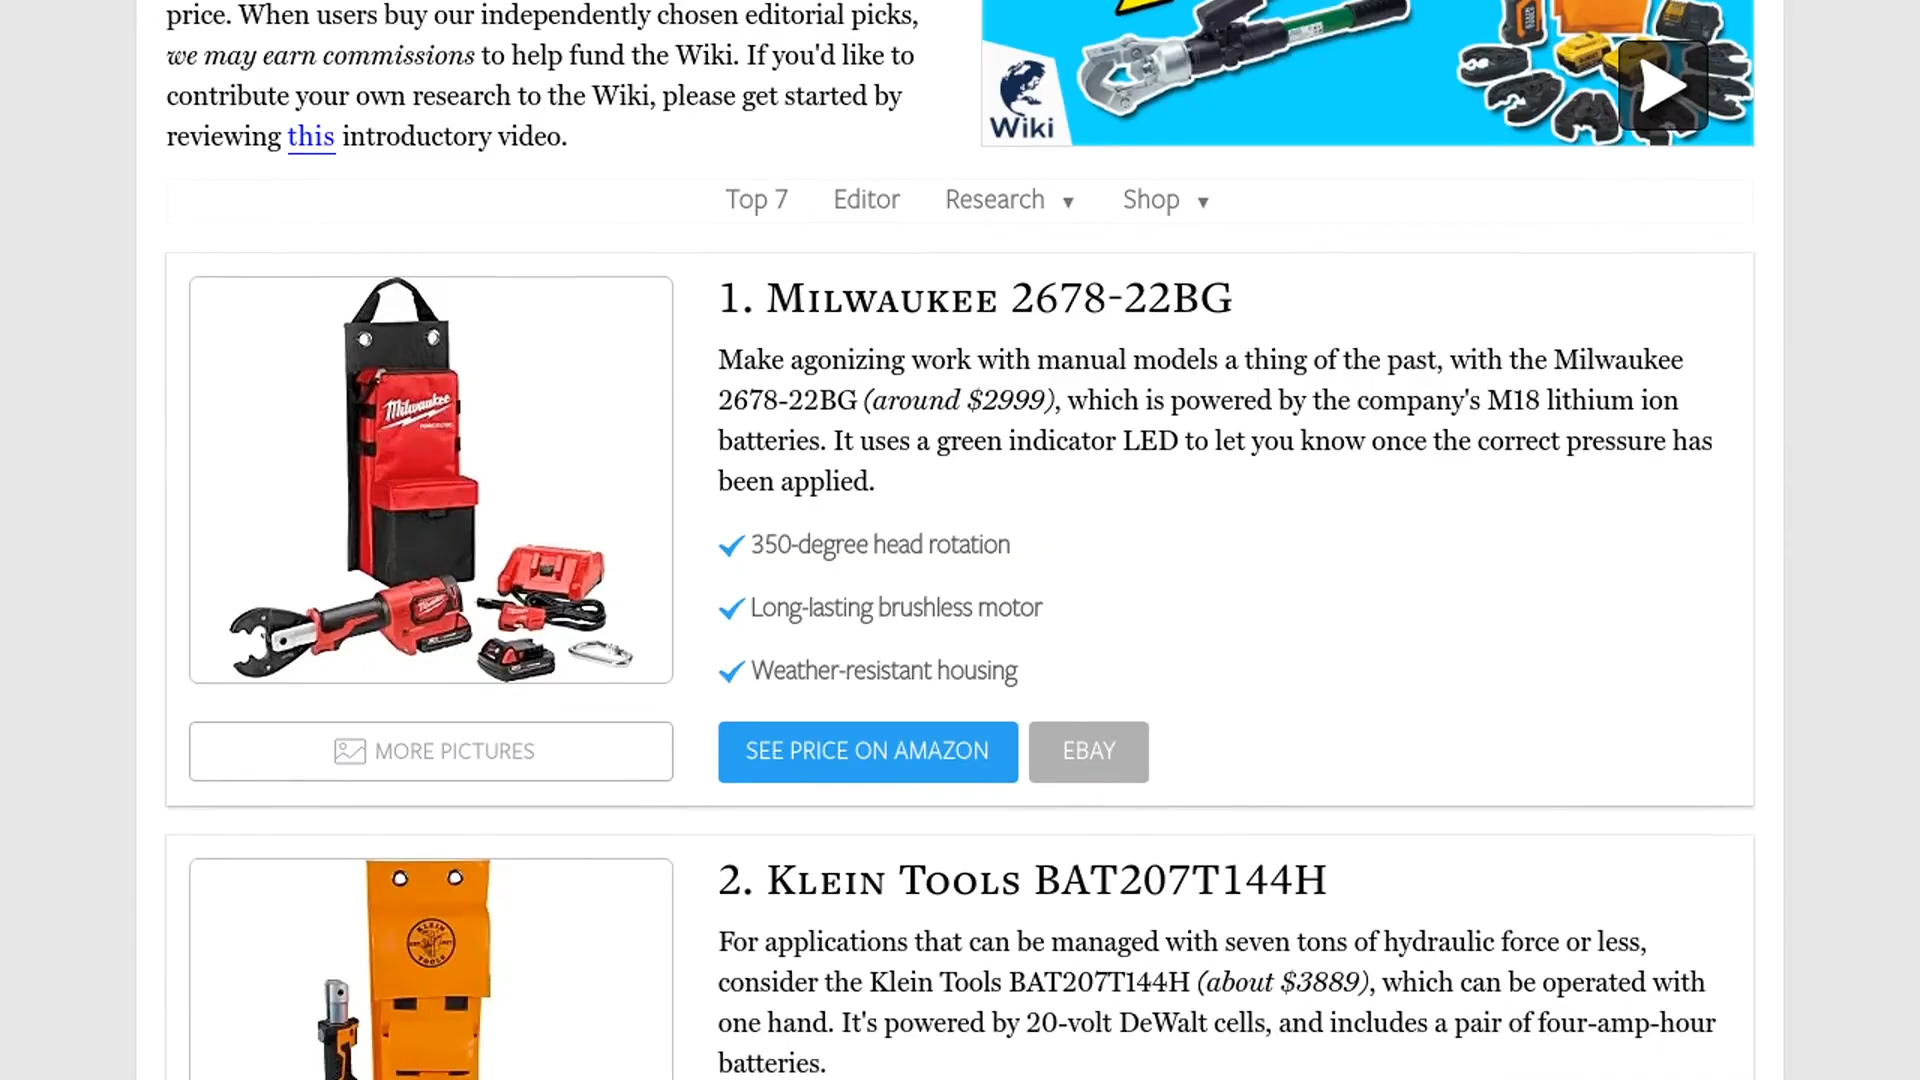 price. When users buy our independently chosen editorial picks,
we may earn commissions to help fund the Wiki. If you'd like to
contribute your own research to the Wiki, please get started by
reviewing this introductory video.
Wiki
Top 7 Editor Research ▼ Shop ▼
Milwaukee
1. Milwaukee 2678-22BG
Make agonizing work with manual models a thing of the past, with the Milwaukee
2678-22BG (around $2999), which is powered by the company's M18 lithium ion
batteries. It uses a green indicator LED to let you know once the correct pressure has
been applied.
350-degree head rotation
Long-lasting brushless motor
Weather-resistant housing
MORE PICTURES
SEE PRICE ON AMAZON
EBAY
KLEIN
TOOLS
2. Klein Tools BAT207T144H
For applications that can be managed with seven tons of hydraulic force or less,
consider the Klein Tools BAT207T144H (about $3889), which can be operated with
one hand. It's powered by 20-volt DeWalt cells, and includes a pair of four-amp-hour
batteries.